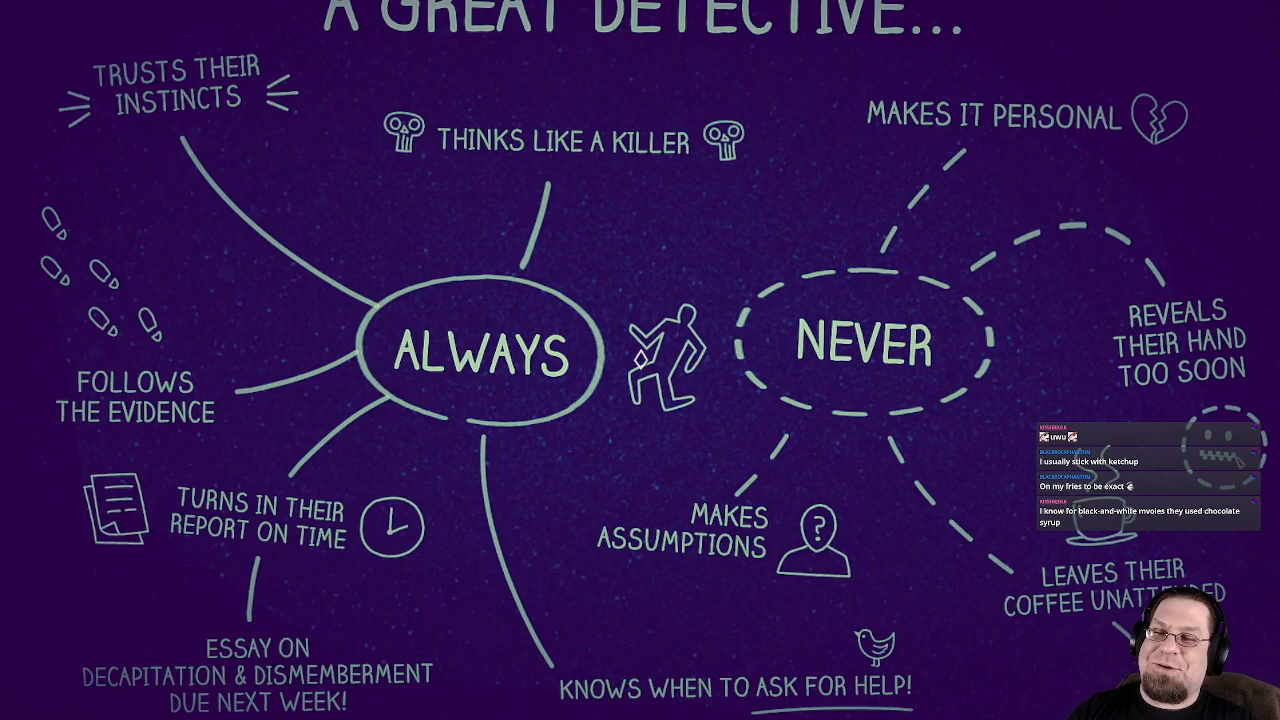 A GREAT DETECTIVE...
TRUSTS THEIR
INSTINCTS
THINKS LIKE A KILLER
MAKES IT PERSONAL
ALWAYS
NEVER
REVEALS
THEIR HAND
TOO SOON
FOLLOWS
THE EVIDENCE
TURNS IN THEIR
REPORT ON TIME
MAKES
ASSUMPTIONS
?
LEAVES THEIR
COFFEE UNATTENDED
ESSAY ON
DECAPITATION & DISMEMBERMENT
DUE NEXT WEEK!
KNOWS WHEN TO ASK FOR HELP!
uwu
BLACKROCKPHANTOM
I usually stick with ketchup
BLACKROCKPHANTOM
On my fries to be exact
I know for black-and-white mvoies they used chocolate
syrup